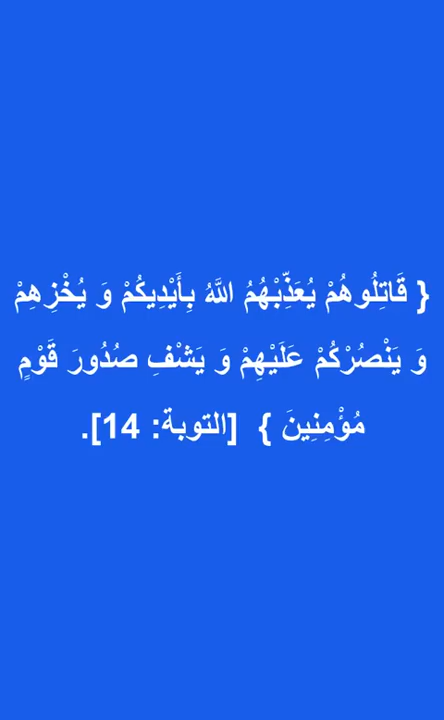 { قَاتِلُوهُمْ يُعَذِّبْهُمُ اللَّهُ بِأَيْدِيكُمْ وَ يُخْزِهِمْ
وَ يَنْصُرْكُمْ عَلَيْهِمْ وَ يَشْفِ صُدُورَ قَوْمٍ
مُؤْمِنِينَ } [التوبة: 14].